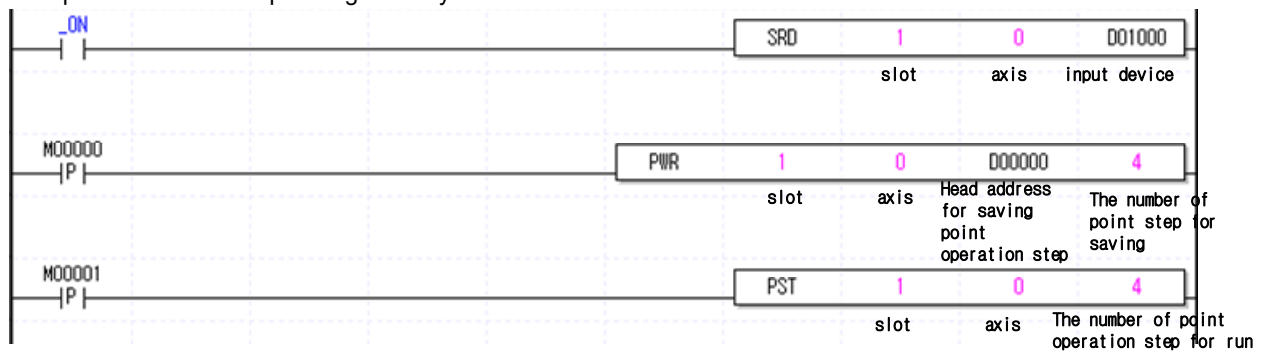 _ON
SRD 1 0 D01000
slot axis input device
M00000
P
PWR 1 0 D00000 4
slot axis Head address for saving point operation step The number of point step for saving
M00001
P
PST 1 0 4
slot axis The number of point operation step for run